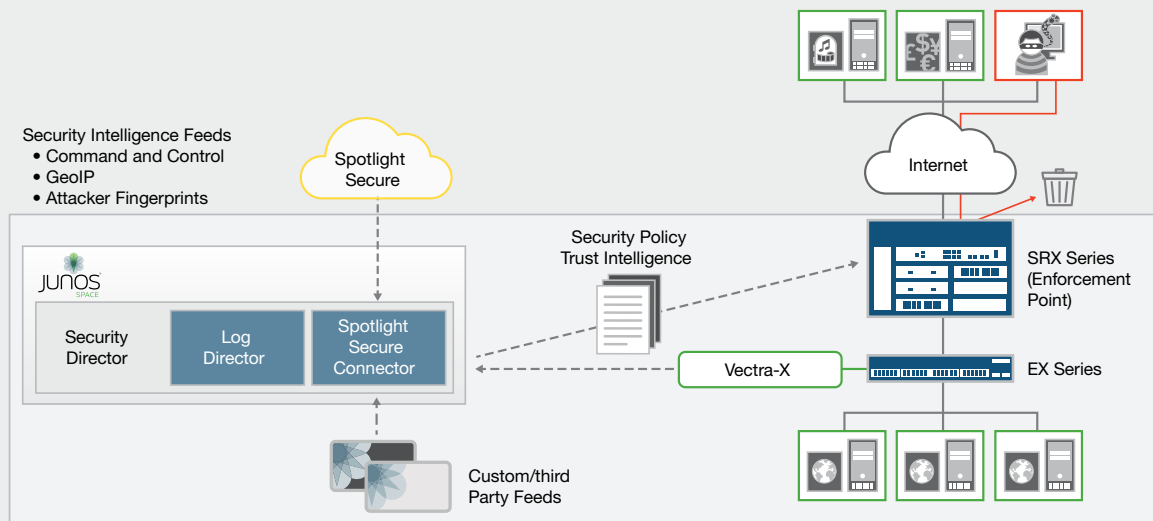 Security Intelligence Feeds
• Command and Control
• GeoIP
• Attacker Fingerprints
Spotlight
Secure
£$¥
€
Internet
Security Policy
Trust Intelligence
SRX Series
(Enforcement
Point)
JUNOS
SPACE
Security
Director
Log
Director
Spotlight
Secure
Connector
Vectra-X
EX Series
Custom/third
Party Feeds